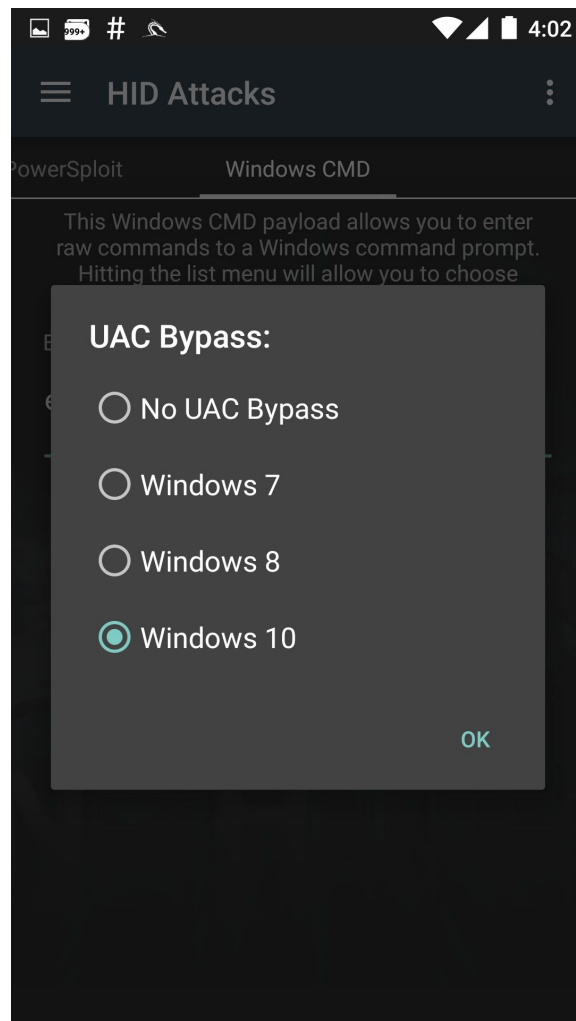 999+ # 4:02
HID Attacks
PowerSploit Windows CMD
This Windows CMD payload allows you to enter
raw commands to a Windows command prompt.
Hitting the list menu will allow you to choose
UAC Bypass:
No UAC Bypass
Windows 7
Windows 8
Windows 10
OK